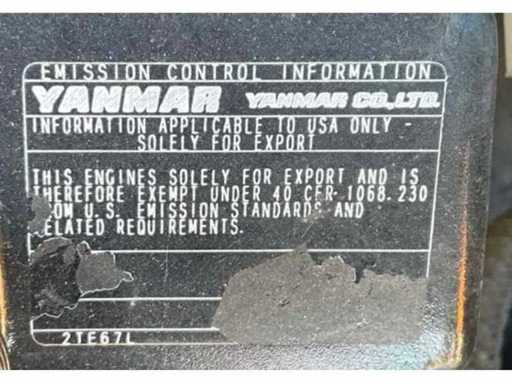 EMISSION CONTROL INFORMATION
YANMAR YANMAR CO.,LTD.
INFORMATION APPLICABLE TO USA ONLY -
SOLELY FOR EXPORT
THIS ENGINES SOLELY FOR EXPORT AND IS
THEREFORE EXEMPT UNDER 40 CFR-1068.230
FROM U.S. EMISSION STANDARDS AND
RELATED REQUIREMENTS.
2TE67L